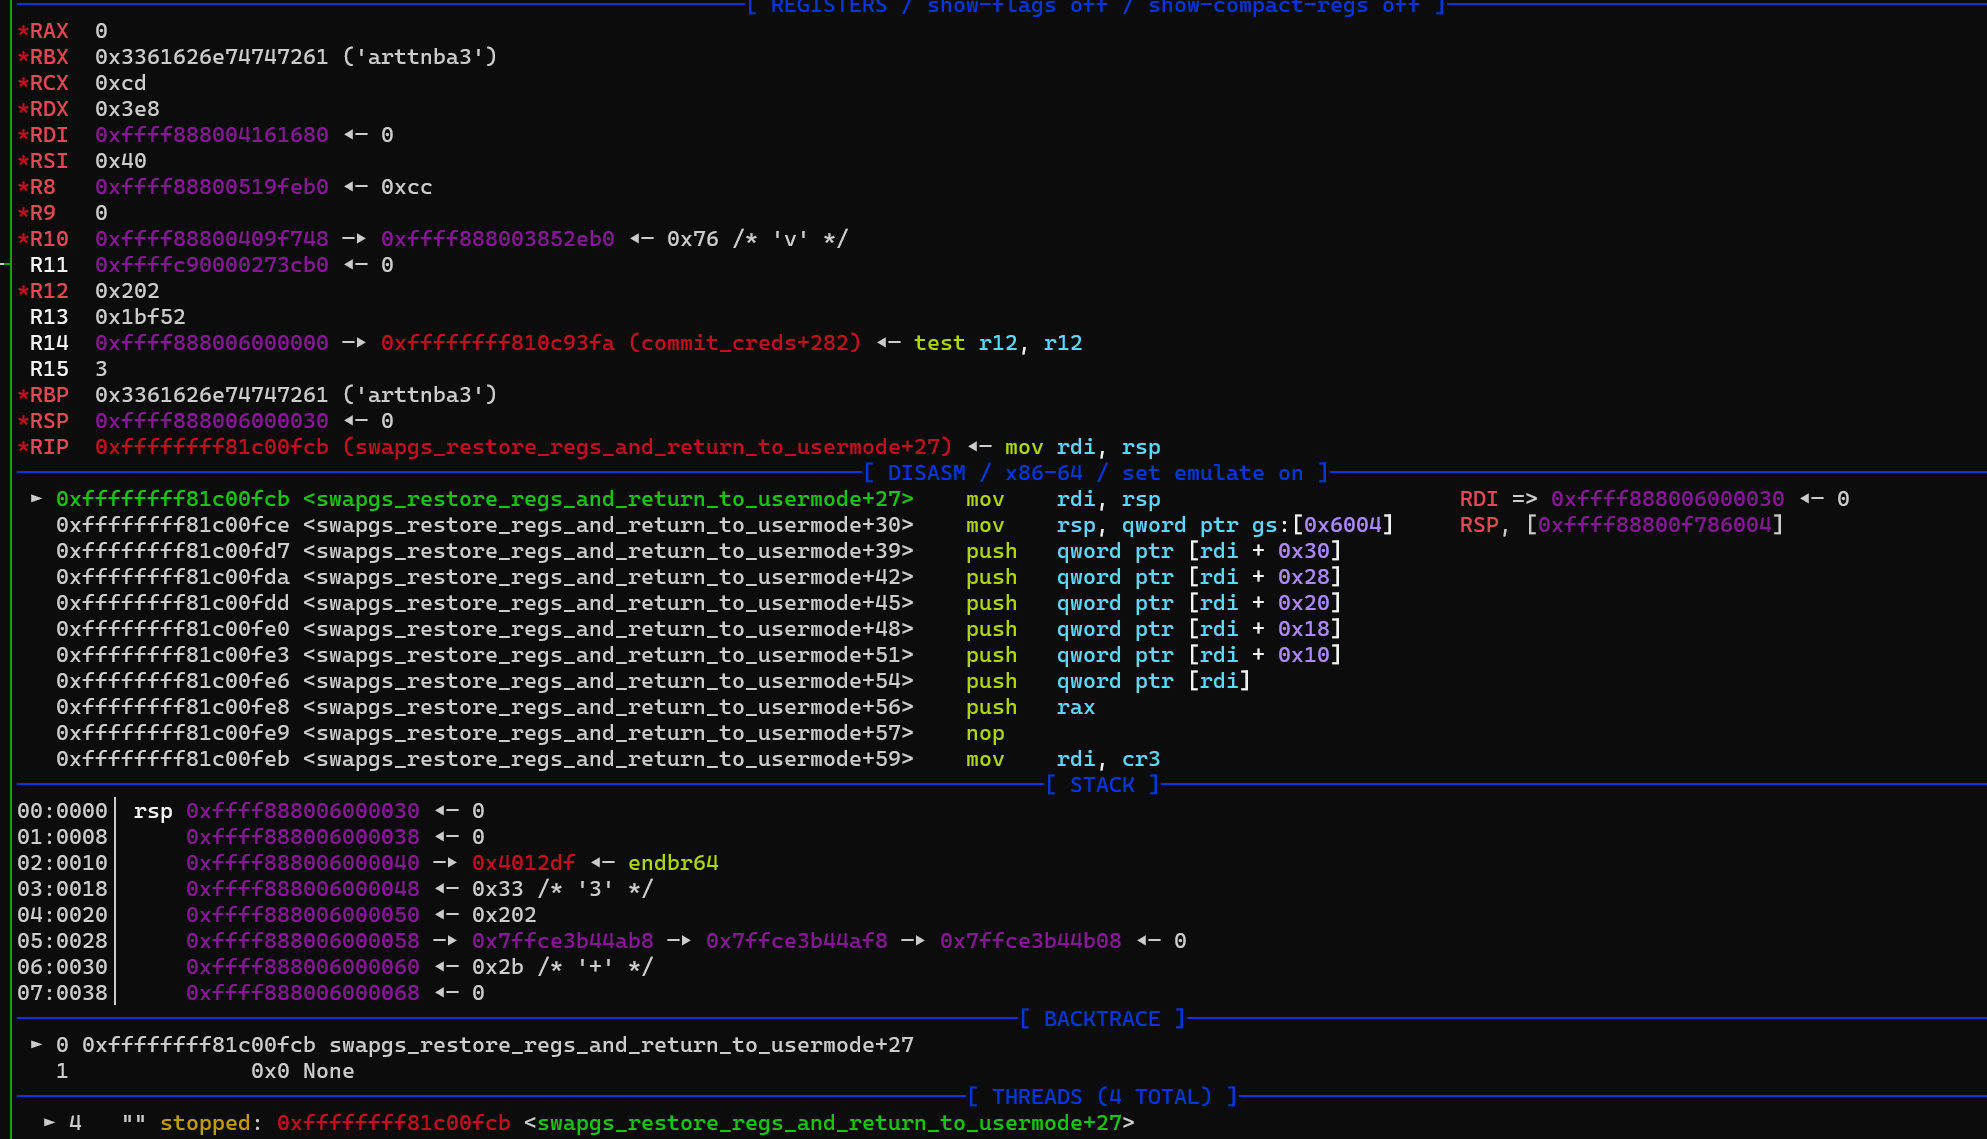 [ REGISTERS / show-flags off / show-compact-regs off ]
*RAX  0
*RBX  0x3361626e74747261 ('arttnba3')
*RCX  0xcd
*RDX  0x3e8
*RDI  0xffff888004161680 ◂— 0
*RSI  0x40
*R8   0xffff88800519feb0 ◂— 0xcc
*R9   0
*R10  0xffff88800409f748 —▸ 0xffff888003852eb0 ◂— 0x76 /* 'v' */
 R11  0xffffc90000273cb0 ◂— 0
*R12  0x202
 R13  0x1bf52
 R14  0xffff888006000000 —▸ 0xffffffff810c93fa (commit_creds+282) ◂— test r12, r12
 R15  3
*RBP  0x3361626e74747261 ('arttnba3')
*RSP  0xffff888006000030 ◂— 0
*RIP  0xffffffff81c00fcb (swapgs_restore_regs_and_return_to_usermode+27) ◂— mov rdi, rsp
[ DISASM / x86-64 / set emulate on ]
 ► 0xffffffff81c00fcb <swapgs_restore_regs_and_return_to_usermode+27>    mov    rdi, rsp                       RDI => 0xffff888006000030 ◂— 0
   0xffffffff81c00fce <swapgs_restore_regs_and_return_to_usermode+30>    mov    rsp, qword ptr gs:[0x6004]     RSP, [0xffff88800f786004]
   0xffffffff81c00fd7 <swapgs_restore_regs_and_return_to_usermode+39>    push   qword ptr [rdi + 0x30]
   0xffffffff81c00fda <swapgs_restore_regs_and_return_to_usermode+42>    push   qword ptr [rdi + 0x28]
   0xffffffff81c00fdd <swapgs_restore_regs_and_return_to_usermode+45>    push   qword ptr [rdi + 0x20]
   0xffffffff81c00fe0 <swapgs_restore_regs_and_return_to_usermode+48>    push   qword ptr [rdi + 0x18]
   0xffffffff81c00fe3 <swapgs_restore_regs_and_return_to_usermode+51>    push   qword ptr [rdi + 0x10]
   0xffffffff81c00fe6 <swapgs_restore_regs_and_return_to_usermode+54>    push   qword ptr [rdi]
   0xffffffff81c00fe8 <swapgs_restore_regs_and_return_to_usermode+56>    push   rax
   0xffffffff81c00fe9 <swapgs_restore_regs_and_return_to_usermode+57>    nop
   0xffffffff81c00feb <swapgs_restore_regs_and_return_to_usermode+59>    mov    rdi, cr3
[ STACK ]
00:0000│ rsp 0xffff888006000030 ◂— 0
01:0008│     0xffff888006000038 ◂— 0
02:0010│     0xffff888006000040 —▸ 0x4012df ◂— endbr64
03:0018│     0xffff888006000048 ◂— 0x33 /* '3' */
04:0020│     0xffff888006000050 ◂— 0x202
05:0028│     0xffff888006000058 —▸ 0x7ffce3b44ab8 —▸ 0x7ffce3b44af8 —▸ 0x7ffce3b44b08 ◂— 0
06:0030│     0xffff888006000060 ◂— 0x2b /* '+' */
07:0038│     0xffff888006000068 ◂— 0
[ BACKTRACE ]
 ► 0 0xffffffff81c00fcb swapgs_restore_regs_and_return_to_usermode+27
   1              0x0 None
[ THREADS (4 TOTAL) ]
  ► 4   "" stopped: 0xffffffff81c00fcb <swapgs_restore_regs_and_return_to_usermode+27>